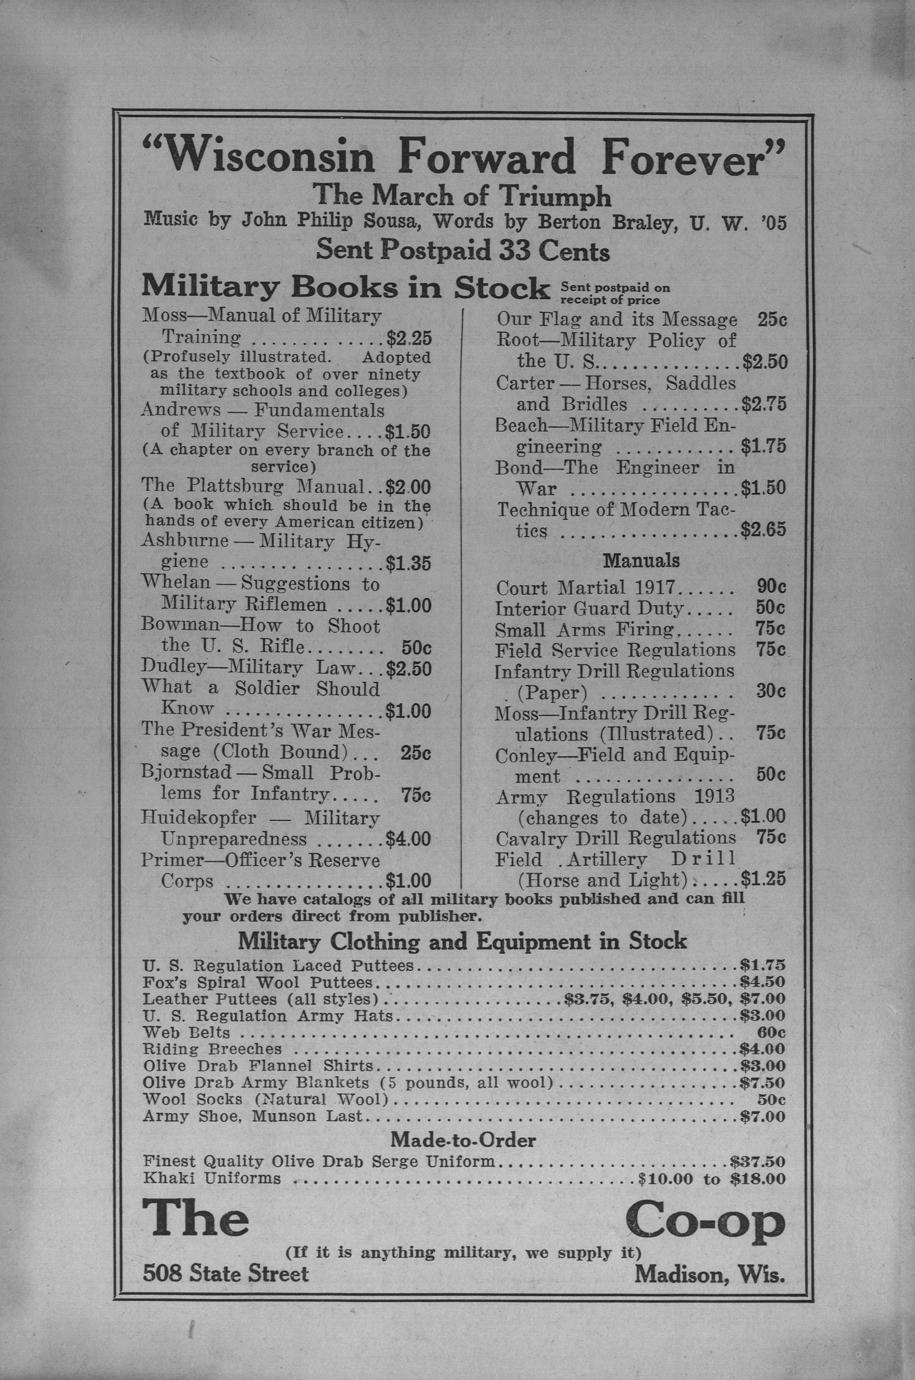 “Wisconsin Forward Forever”
The March of Triumph
Music by John Philip Sousa, Words by Berton Braley, U. W. ’05
Sent Postpaid 33 Cents
Military Books in Stock Sent postpaid on
receipt of price
Moss—Manual of Military
Training .............$2.25
(Profusely illustrated. Adopted
as the textbook of over ninety
military schools and colleges)
Andrews — Fundamentals
of Military Service....$1.50
(A chapter on every branch of the
service)
The Plattsburg Manual..$2.00
(A book which should be in the
hands of every American citizen)
Ashburne — Military Hy-
giene ................$1.35
Whelan — Suggestions to
Military Riflemen .....$1.00
Bowman—How to Shoot
the U. S. Rifle........ 50c
Dudley—Military Law...$2.50
What a Soldier Should
Know ...............$1.00
The President’s War Mes-
sage (Cloth Bound)... 25c
Bjornstad — Small Prob-
lems for Infantry..... 75c
Huidekopfer — Military
Unpreparedness .......$4.00
Primer—Officer’s Reserve
Corps ................$1.00
Our Flag and its Message 25c
Root—Military Policy of
the U. S...............$2.50
Carter — Horses, Saddles
and Bridles ..........$2.75
Beach—Military Field En-
gineering ............$1.75
Bond—The Engineer in
War .................$1.50
Technique of Modern Tac-
tics ..................$2.65
Manuals
Court Martial 1917...... 90c
Interior Guard Duty..... 50c
Small Arms Firing...... 75c
Field Service Regulations 75c
Infantry Drill Regulations
(Paper) ............. 30c
Moss—Infantry Drill Reg-
ulations (Illustrated).. 75c
Conley—Field and Equip-
ment ................ 50c
Army Regulations 1913
(changes to date).....$1.00
Cavalry Drill Regulations 75c
Field Artillery Drill
(Horse and Light).....$1.25
We have catalogs of all military books published and can fill
your orders direct from publisher.
Military Clothing and Equipment in Stock
U. S. Regulation Laced Puttees................................$1.75
Fox’s Spiral Wool Puttees....................................$4.50
Leather Puttees (all styles)..................$3.75, $4.00, $5.50, $7.00
U. S. Regulation Army Hats..................................$3.00
Web Belts ................................................. 60c
Riding Breeches ............................................$4.00
Olive Drab Flannel Shirts....................................$3.00
Olive Drab Army Blankets (5 pounds, all wool)..................$7.50
Wool Socks (Natural Wool).................................. 50c
Army Shoe, Munson Last.....................................$7.00
Made-to-Order
Finest Quality Olive Drab Serge Uniform.......................$37.50
Khaki Uniforms ..................................$10.00 to $18.00
The Co-op
(If it is anything military, we supply it)
508 State Street Madison, Wis.